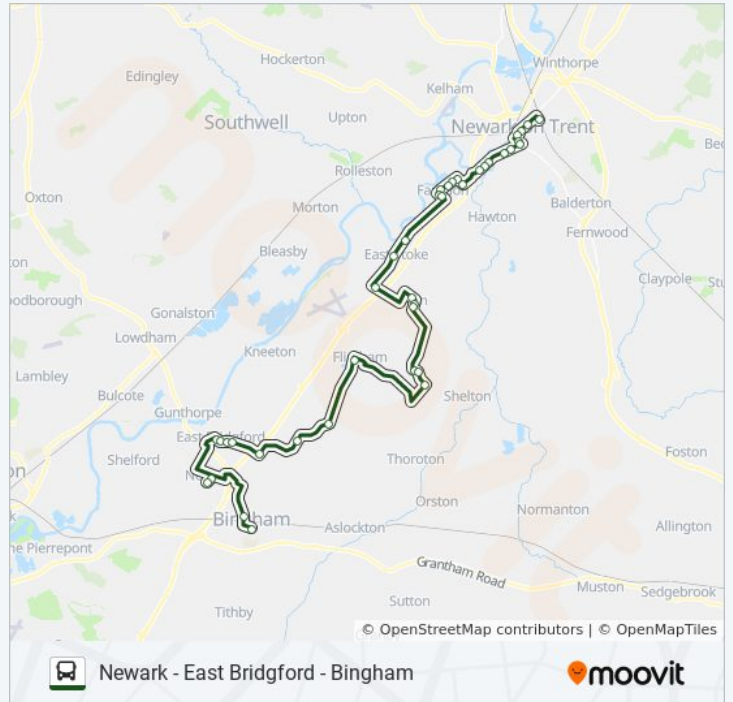 Edingley
Hockerton
Winthorpe
Kelham
Southwell
Upton
Newark on Trent
Rolleston
Oxton
Morton
Hawton
Balderton
Fernwood
Bleasby
East Stoke
Claypole
Gonalston
Lowdham
Kneeton
Lambley
Shelton
Bulcote
Gunthorpe
East Bridgford
Foston
Shelford
Thoroton
Orston
Normanton
Bingham
Aslockton
Allington
Grantham Road
Muston
Sedgebrook
Sutton
Tithby
© OpenStreetMap contributors | © OpenMapTiles
Newark - East Bridgford - Bingham
moovit